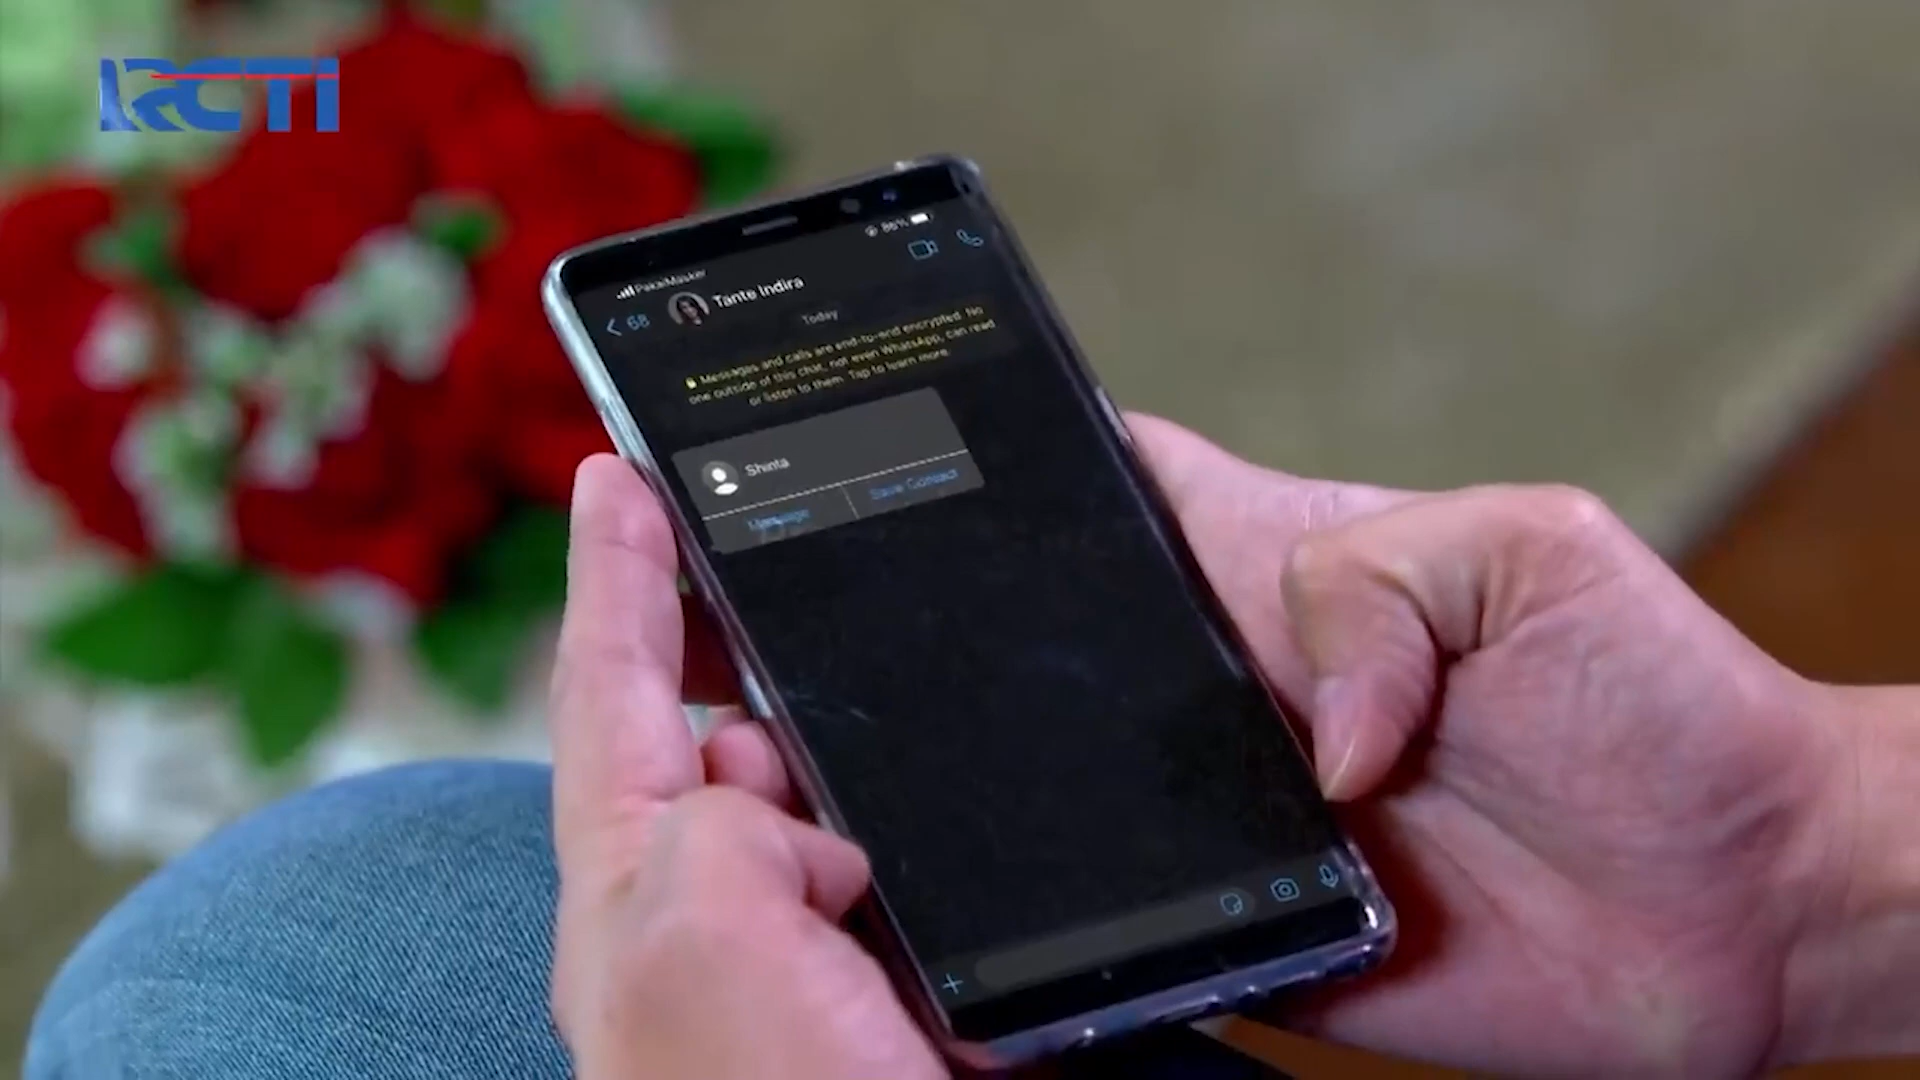 RCTI
PakaiMasker
86%
68
Tante Indira
Today
Messages and calls are end-to-end encrypted. No
one outside of this chat, not even WhatsApp, can read
or listen to them. Tap to learn more.
Shinta
Message
Save Contact